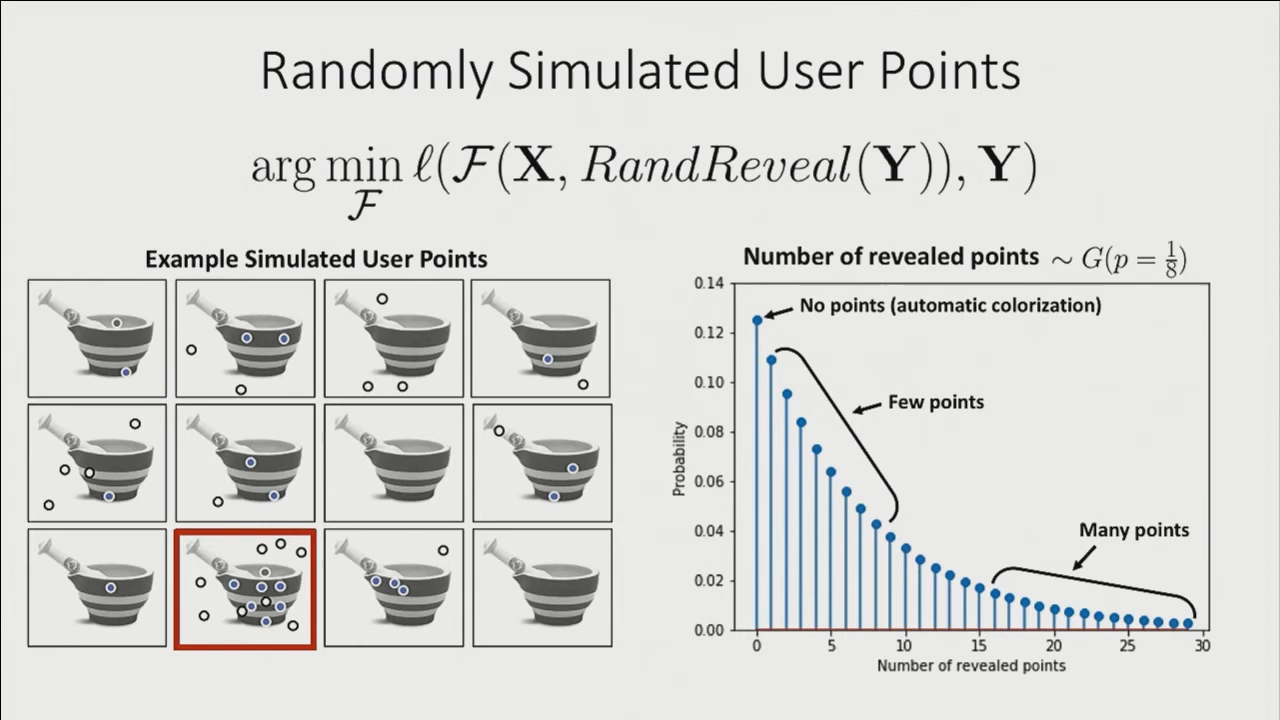 Randomly Simulated User Points
arg min ℓ(ℱ(X, RandReveal(Y)), Y)
ℱ
Example Simulated User Points
Number of revealed points ∼ G(p = 1/8)
0.14
0.12
0.10
0.08
0.06
0.04
0.02
0.00
Probability
No points (automatic colorization)
Few points
Many points
0 5 10 15 20 25 30
Number of revealed points